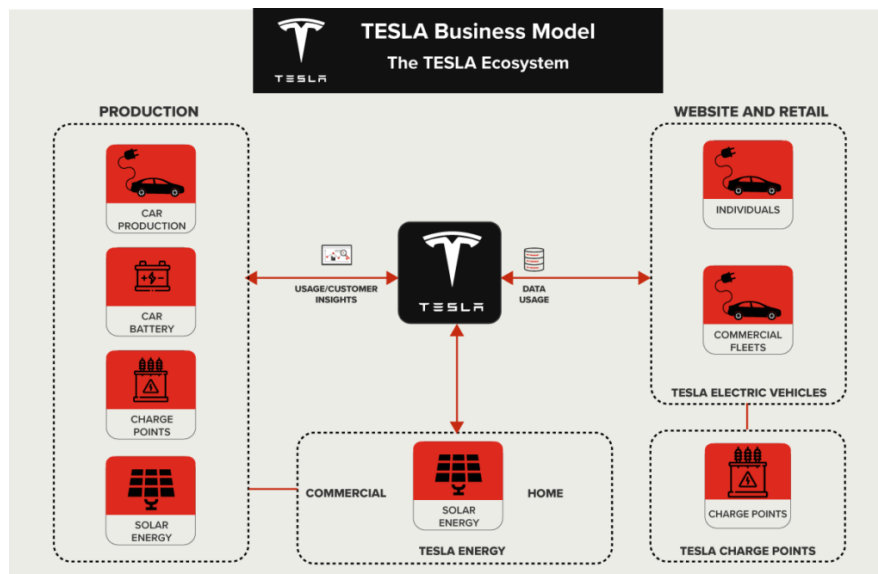 TESLA Business Model
The TESLA Ecosystem
TESLA
PRODUCTION
CAR
PRODUCTION
CAR
BATTERY
CHARGE
POINTS
SOLAR
ENERGY
USAGE/CUSTOMER
INSIGHTS
TESLA
DATA
USAGE
WEBSITE AND RETAIL
INDIVIDUALS
COMMERCIAL
FLEETS
TESLA ELECTRIC VEHICLES
COMMERCIAL
SOLAR
ENERGY
HOME
TESLA ENERGY
CHARGE POINTS
TESLA CHARGE POINTS